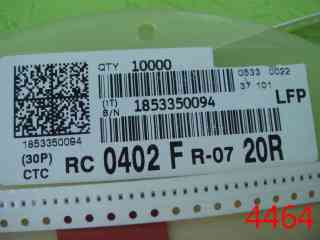 QTY 10000
0533 0022
37 101
(1T) B/N 1853350094
LFP
1853350094
(30P) CTC
RC 0402 F R-07 20R
4464